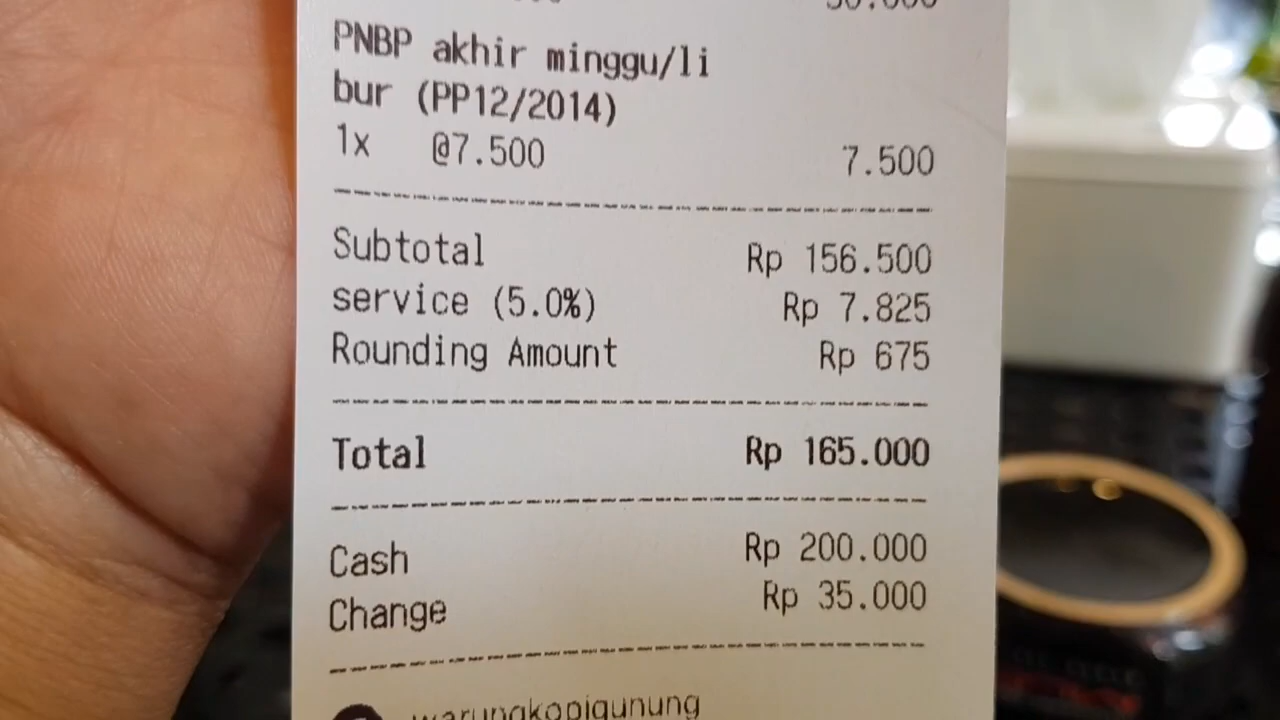 PNBP akhir minggu/li
bur (PP12/2014)
1x @7.500 7.500
Subtotal Rp 156.500
service (5.0%) Rp 7.825
Rounding Amount Rp 675
Total Rp 165.000
Cash Rp 200.000
Change Rp 35.000
warungkopigunung